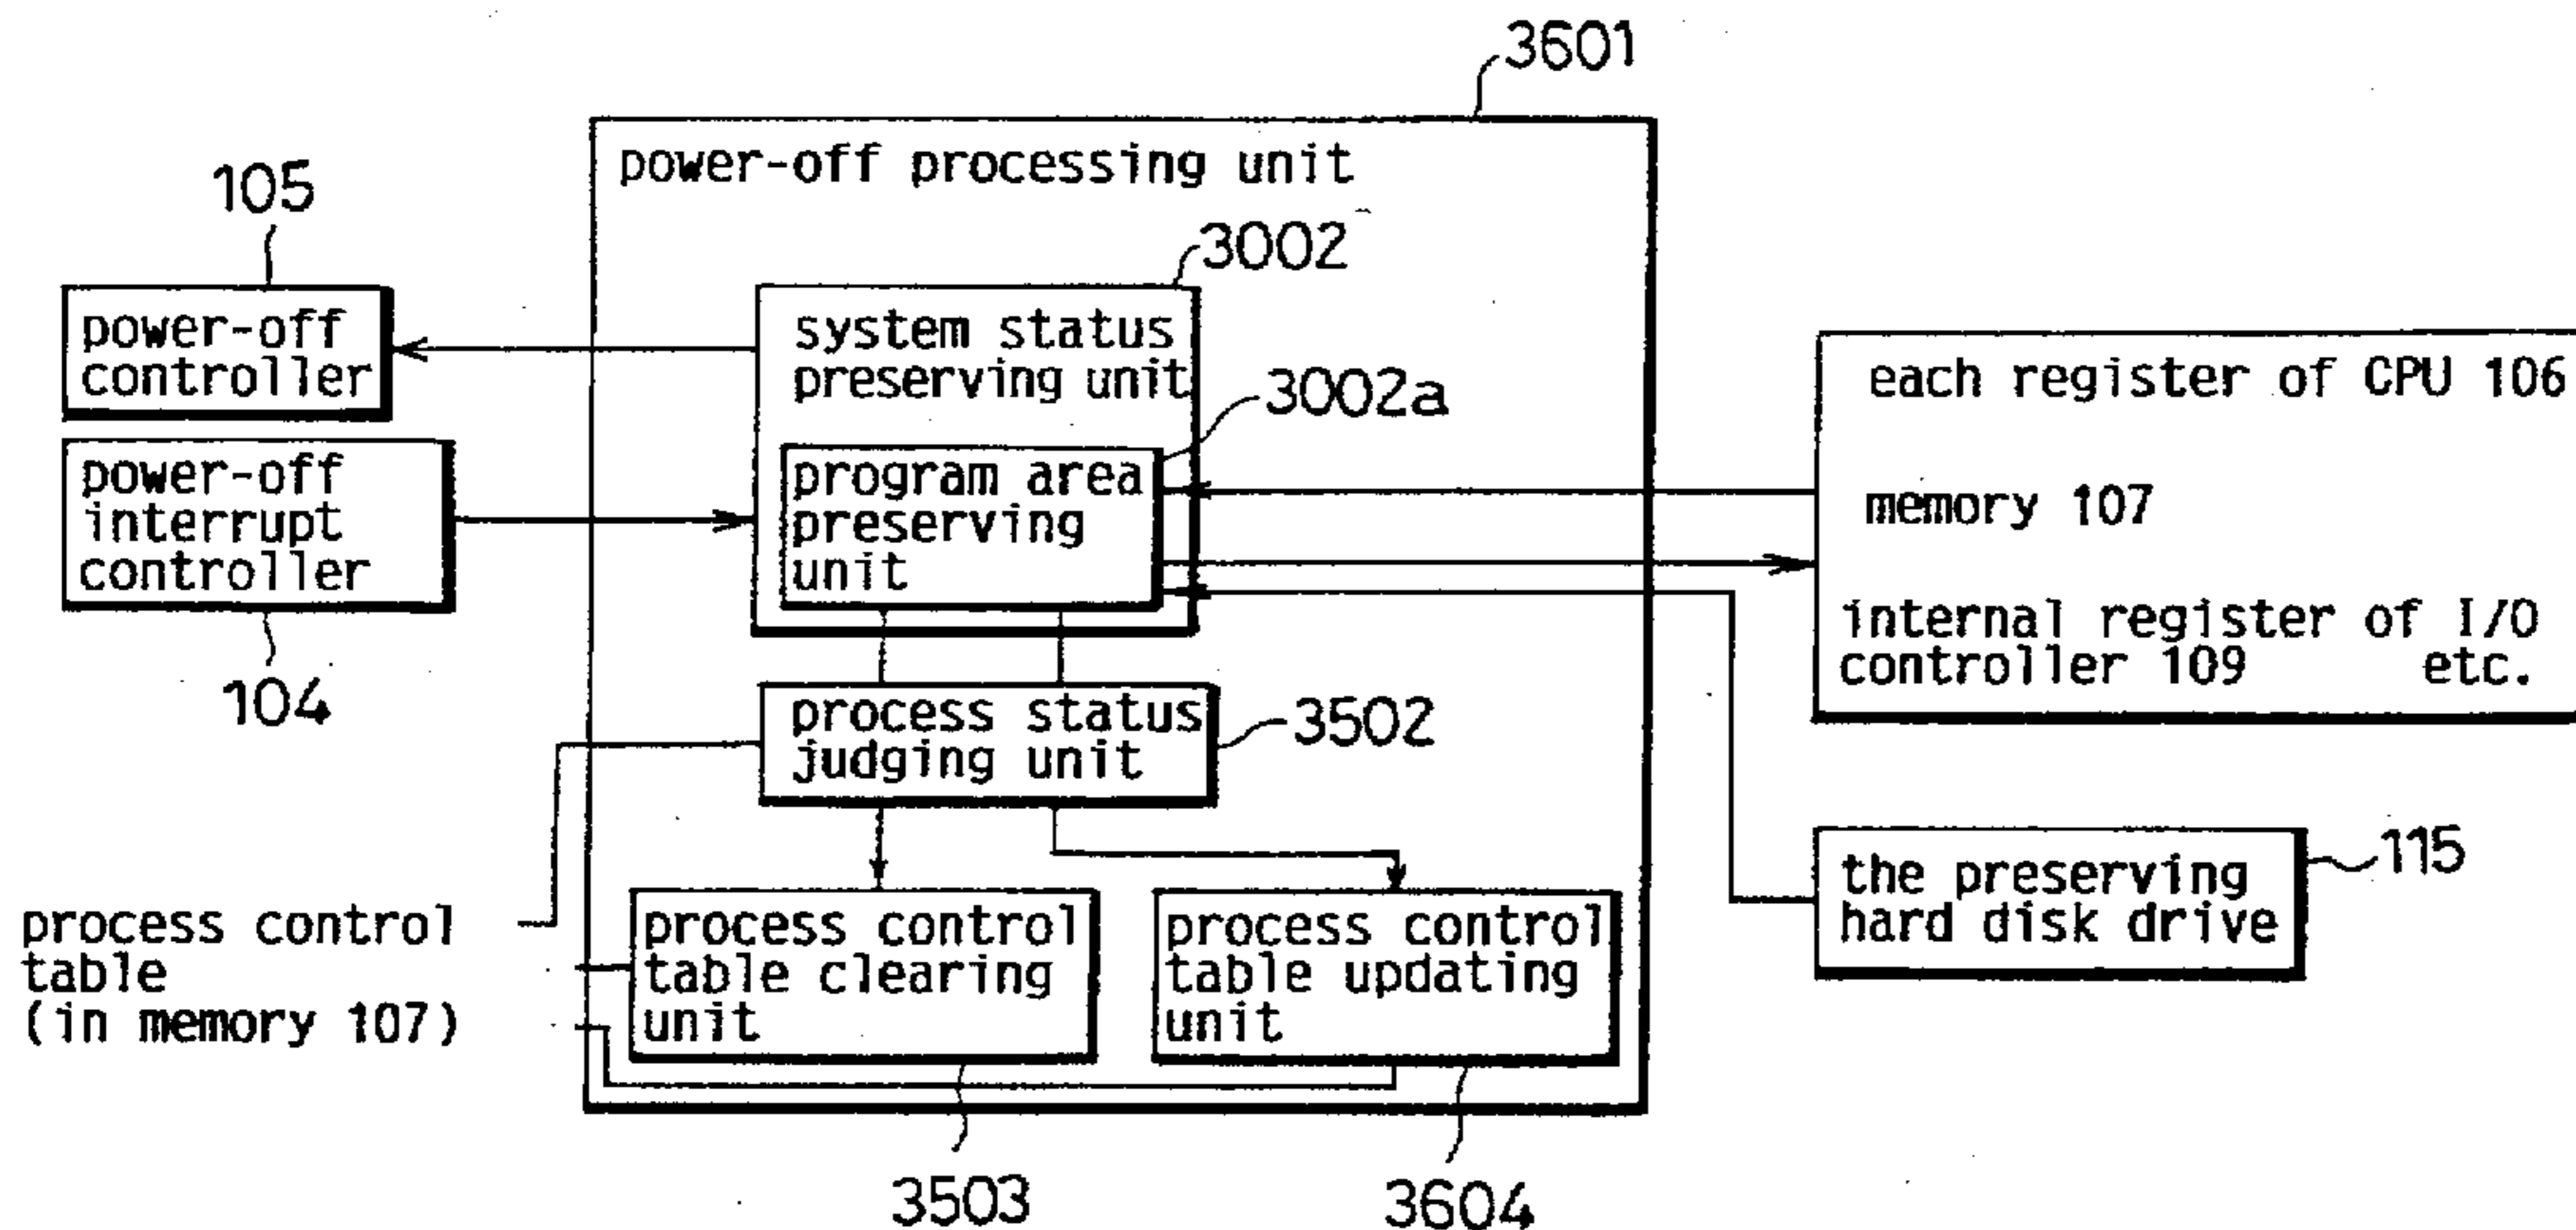 3601
power-off processing unit
105
3002
power-off
controller
system status
preserving unit
3002a
each register of CPU 106
power-off
interrupt
controller
program area
preserving
unit
memory 107
internal register of I/O
controller 109 etc.
104
process status
judging unit
3502
the preserving
hard disk drive
115
process control
table
(in memory 107)
process control
table clearing
unit
process control
table updating
unit
3503
3604